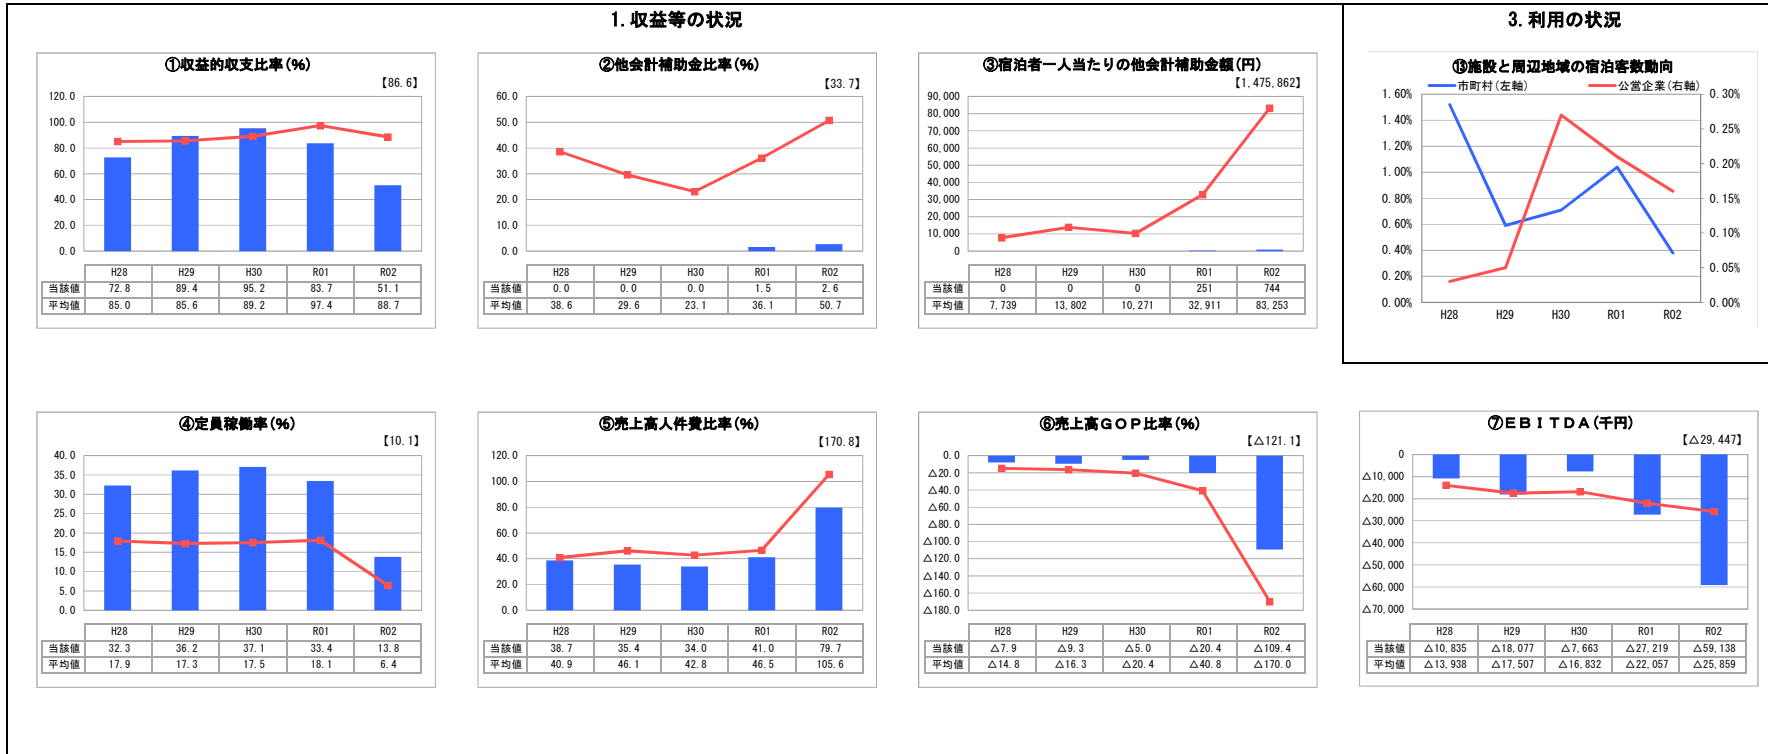 1. 収益等の状況
3. 利用の状況
①収益的収支比率(%)
【86.6】
120.0
100.0
80.0
60.0
40.0
20.0
0.0
H28 H29 H30 R01 R02
当該値 72.8 89.4 95.2 83.7 51.1
平均値 85.0 85.6 89.2 97.4 88.7
②他会計補助金比率(%)
【33.7】
60.0
50.0
40.0
30.0
20.0
10.0
0.0
H28 H29 H30 R01 R02
当該値 0.0 0.0 0.0 1.5 2.6
平均値 38.6 29.6 23.1 36.1 50.7
③宿泊者一人当たりの他会計補助金額(円)
【1,475,862】
90,000
80,000
70,000
60,000
50,000
40,000
30,000
20,000
10,000
0
H28 H29 H30 R01 R02
当該値 0 0 0 251 744
平均値 7,739 13,802 10,271 32,911 83,253
⑬施設と周辺地域の宿泊客数動向
市町村(左軸) 公営企業(右軸)
1.60% 0.30%
1.40% 0.25%
1.20% 0.20%
1.00% 0.15%
0.80% 0.10%
0.60% 0.05%
0.40% 0.00%
0.20%
0.00%
H28 H29 H30 R01 R02
④定員稼働率(%)
【10.1】
40.0
35.0
30.0
25.0
20.0
15.0
10.0
5.0
0.0
H28 H29 H30 R01 R02
当該値 32.3 36.2 37.1 33.4 13.8
平均値 17.9 17.3 17.5 18.1 6.4
⑤売上高人件費比率(%)
【170.8】
120.0
100.0
80.0
60.0
40.0
20.0
0.0
H28 H29 H30 R01 R02
当該値 38.7 35.4 34.0 41.0 79.7
平均値 40.9 46.1 42.8 46.5 105.6
⑥売上高GOP比率(%)
【△121.1】
0.0
△20.0
△40.0
△60.0
△80.0
△100.0
△120.0
△140.0
△160.0
△180.0
H28 H29 H30 R01 R02
当該値 △7.9 △9.3 △5.0 △20.4 △109.4
平均値 △14.8 △16.3 △20.4 △40.8 △170.0
⑦EBITDA(千円)
【△29,447】
0
△10,000
△20,000
△30,000
△40,000
△50,000
△60,000
△70,000
H28 H29 H30 R01 R02
当該値 △10,835 △18,077 △7,663 △27,219 △59,138
平均値 △13,938 △17,507 △16,832 △22,057 △25,859